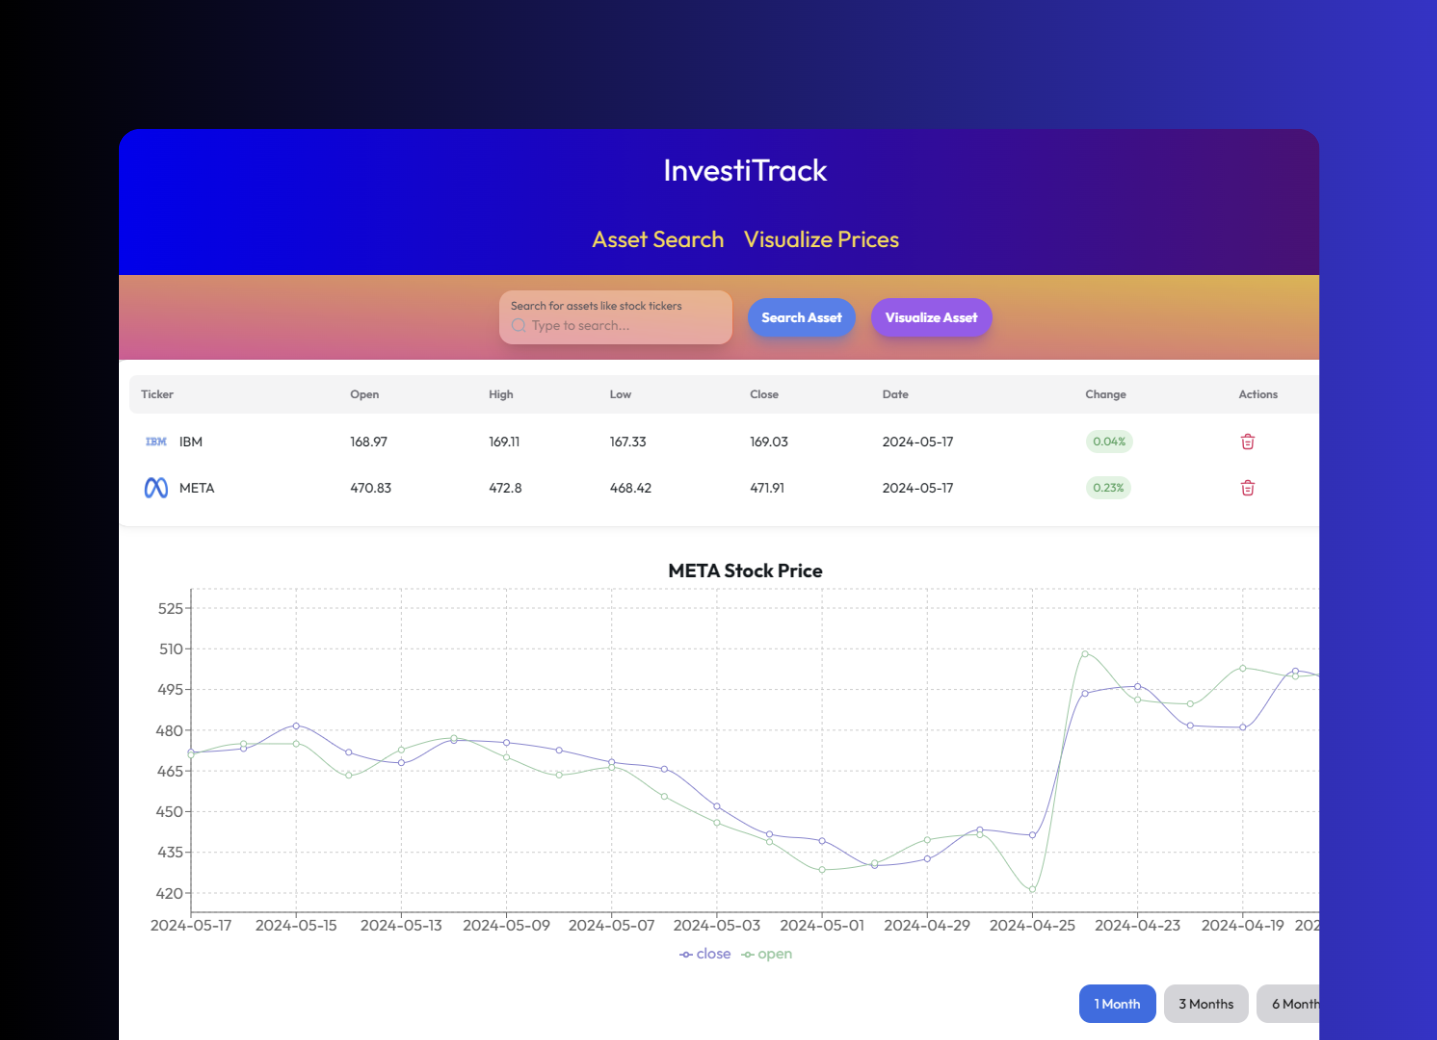 InvestiTrack
Asset Search Visualize Prices
Search for assets like stock tickers
Type to search...
Search Asset
Visualize Asset
Ticker Open High Low Close Date Change Actions
IBM IBM 168.97 169.11 167.33 169.03 2024-05-17 0.04%
META 470.83 472.8 468.42 471.91 2024-05-17 0.23%
META Stock Price
525
510
495
480
465
450
435
420
2024-05-17 2024-05-15 2024-05-13 2024-05-09 2024-05-07 2024-05-03 2024-05-01 2024-04-29 2024-04-25 2024-04-23 2024-04-19 202
close open
1 Month 3 Months 6 Month